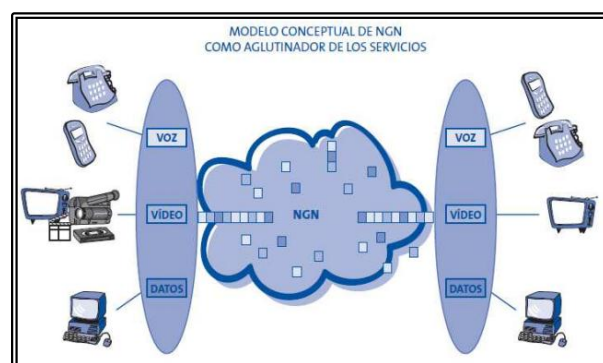 MODELO CONCEPTUAL DE NGN
COMO AGLUTINADOR DE LOS SERVICIOS
VOZ
VOZ
VÍDEO
NGN
VÍDEO
DATOS
DATOS